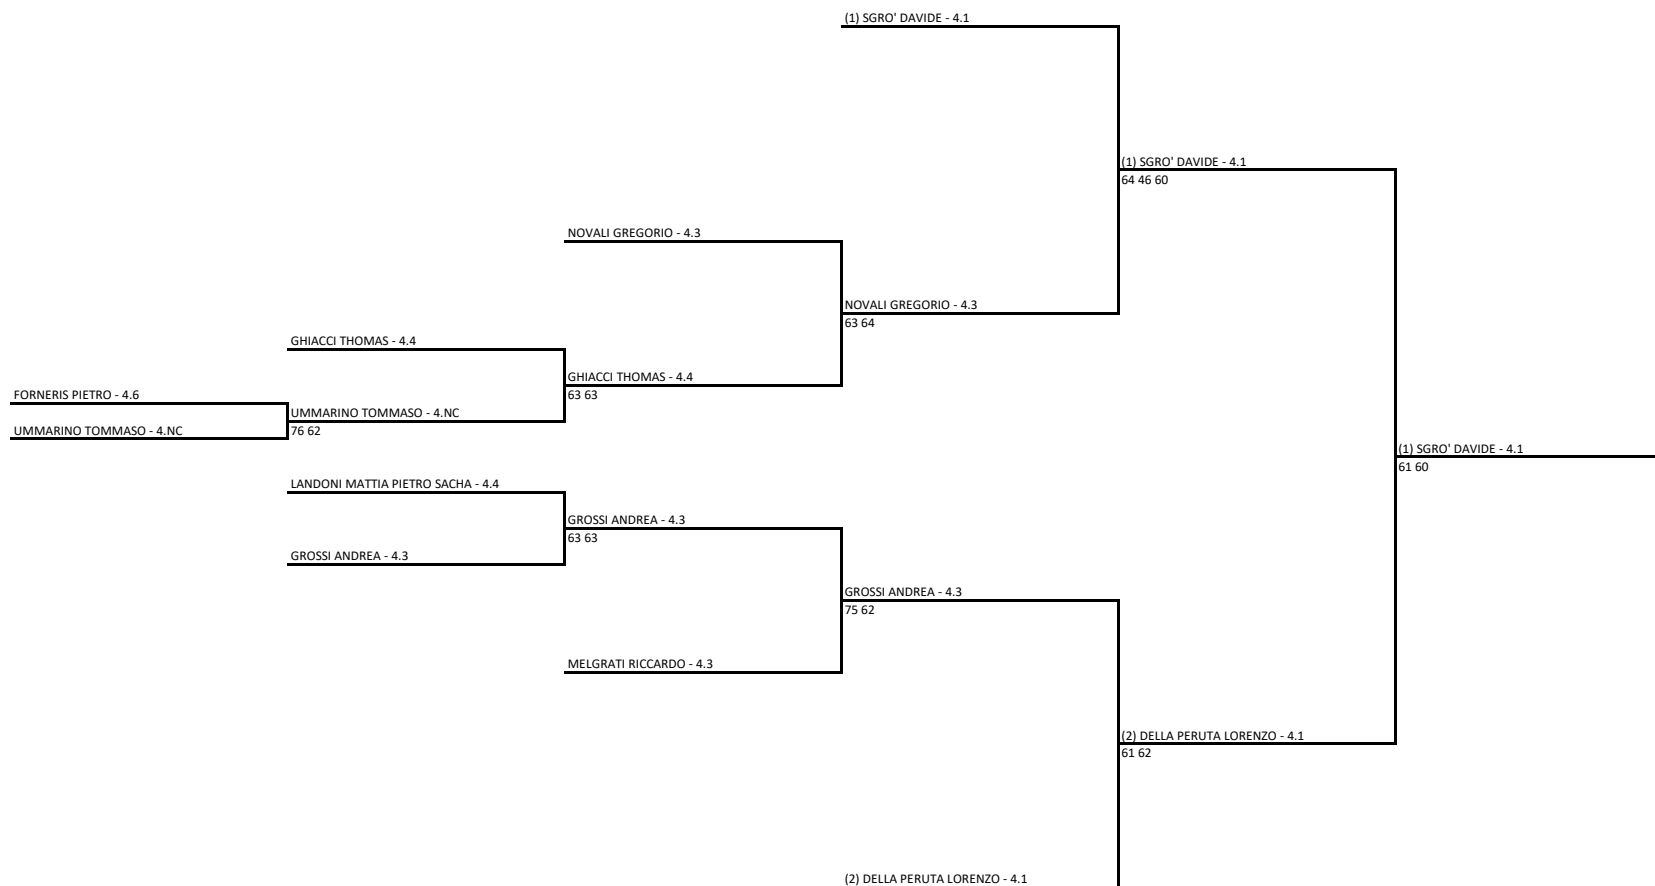 (1) SGRO' DAVIDE - 4.1
(1) SGRO' DAVIDE - 4.1
64 46 60
NOVALI GREGORIO - 4.3
NOVALI GREGORIO - 4.3
63 64
GHIACCI THOMAS - 4.4
GHIACCI THOMAS - 4.4
63 63
FORNERIS PIETRO - 4.6
UMMARINO TOMMASO - 4.NC
76 62
UMMARINO TOMMASO - 4.NC
(1) SGRO' DAVIDE - 4.1
61 60
LANDONI MATTIA PIETRO SACHA - 4.4
GROSSI ANDREA - 4.3
63 63
GROSSI ANDREA - 4.3
GROSSI ANDREA - 4.3
75 62
MELGRATI RICCARDO - 4.3
(2) DELLA PERUTA LORENZO - 4.1
61 62
(2) DELLA PERUTA LORENZO - 4.1